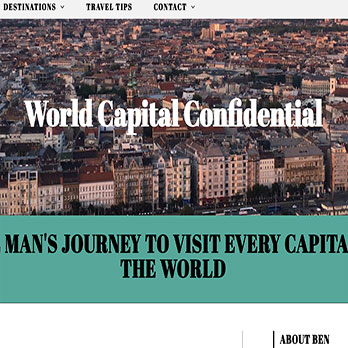 DESTINATIONS TRAVEL TIPS CONTACT
World Capital Confidential
MAN'S JOURNEY TO VISIT EVERY CAPITA
THE WORLD
ABOUT BEN